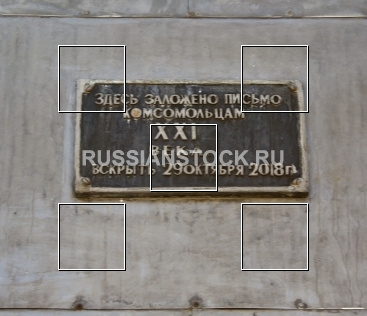 ЗДЕСЬ ЗАЛОЖЕНО ПИСЬМО
КОМСОМОЛЬЦАМ
XXI
ВЕКА
RUSSIANSTOCK.RU
ВСКРЫТЬ 29 ОКТЯБРЯ 2018 г.